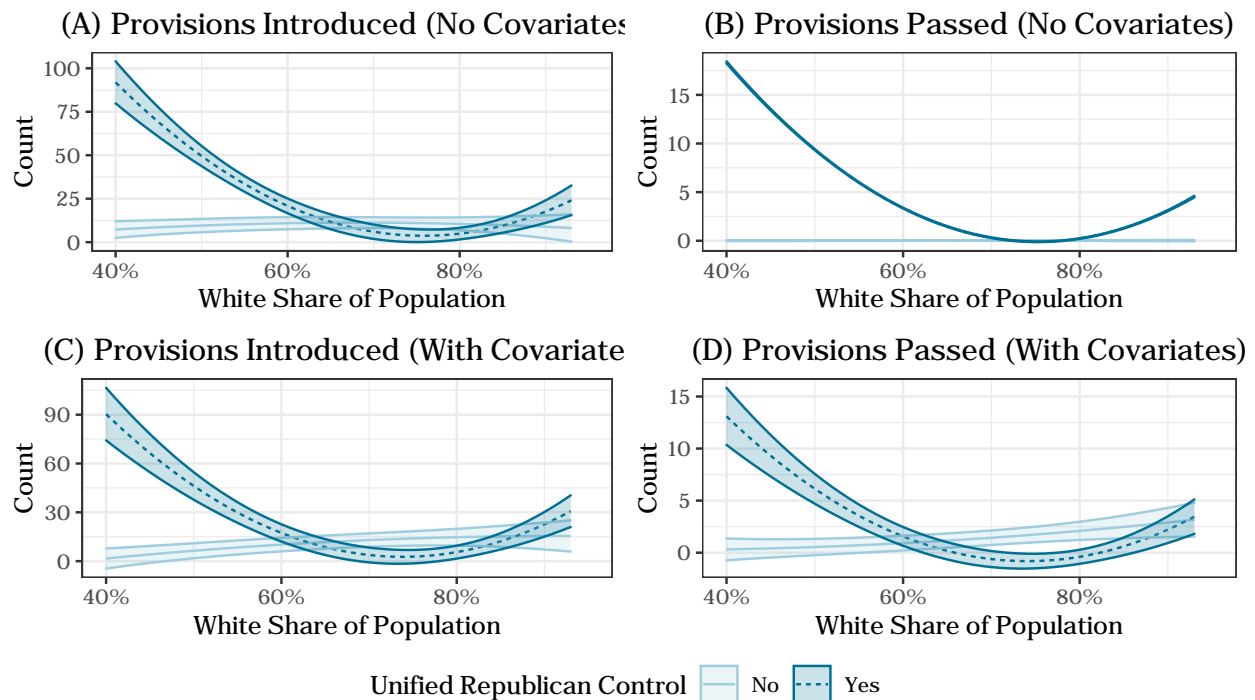 (A) Provisions Introduced (No Covariates
(B) Provisions Passed (No Covariates)
100
75
50
25
0
Count
40%
60%
80%
White Share of Population
15
10
5
0
Count
40%
60%
80%
White Share of Population
(C) Provisions Introduced (With Covariate
(D) Provisions Passed (With Covariates)
90
60
30
0
Count
40%
60%
80%
White Share of Population
15
10
5
0
Count
40%
60%
80%
White Share of Population
Unified Republican Control No Yes